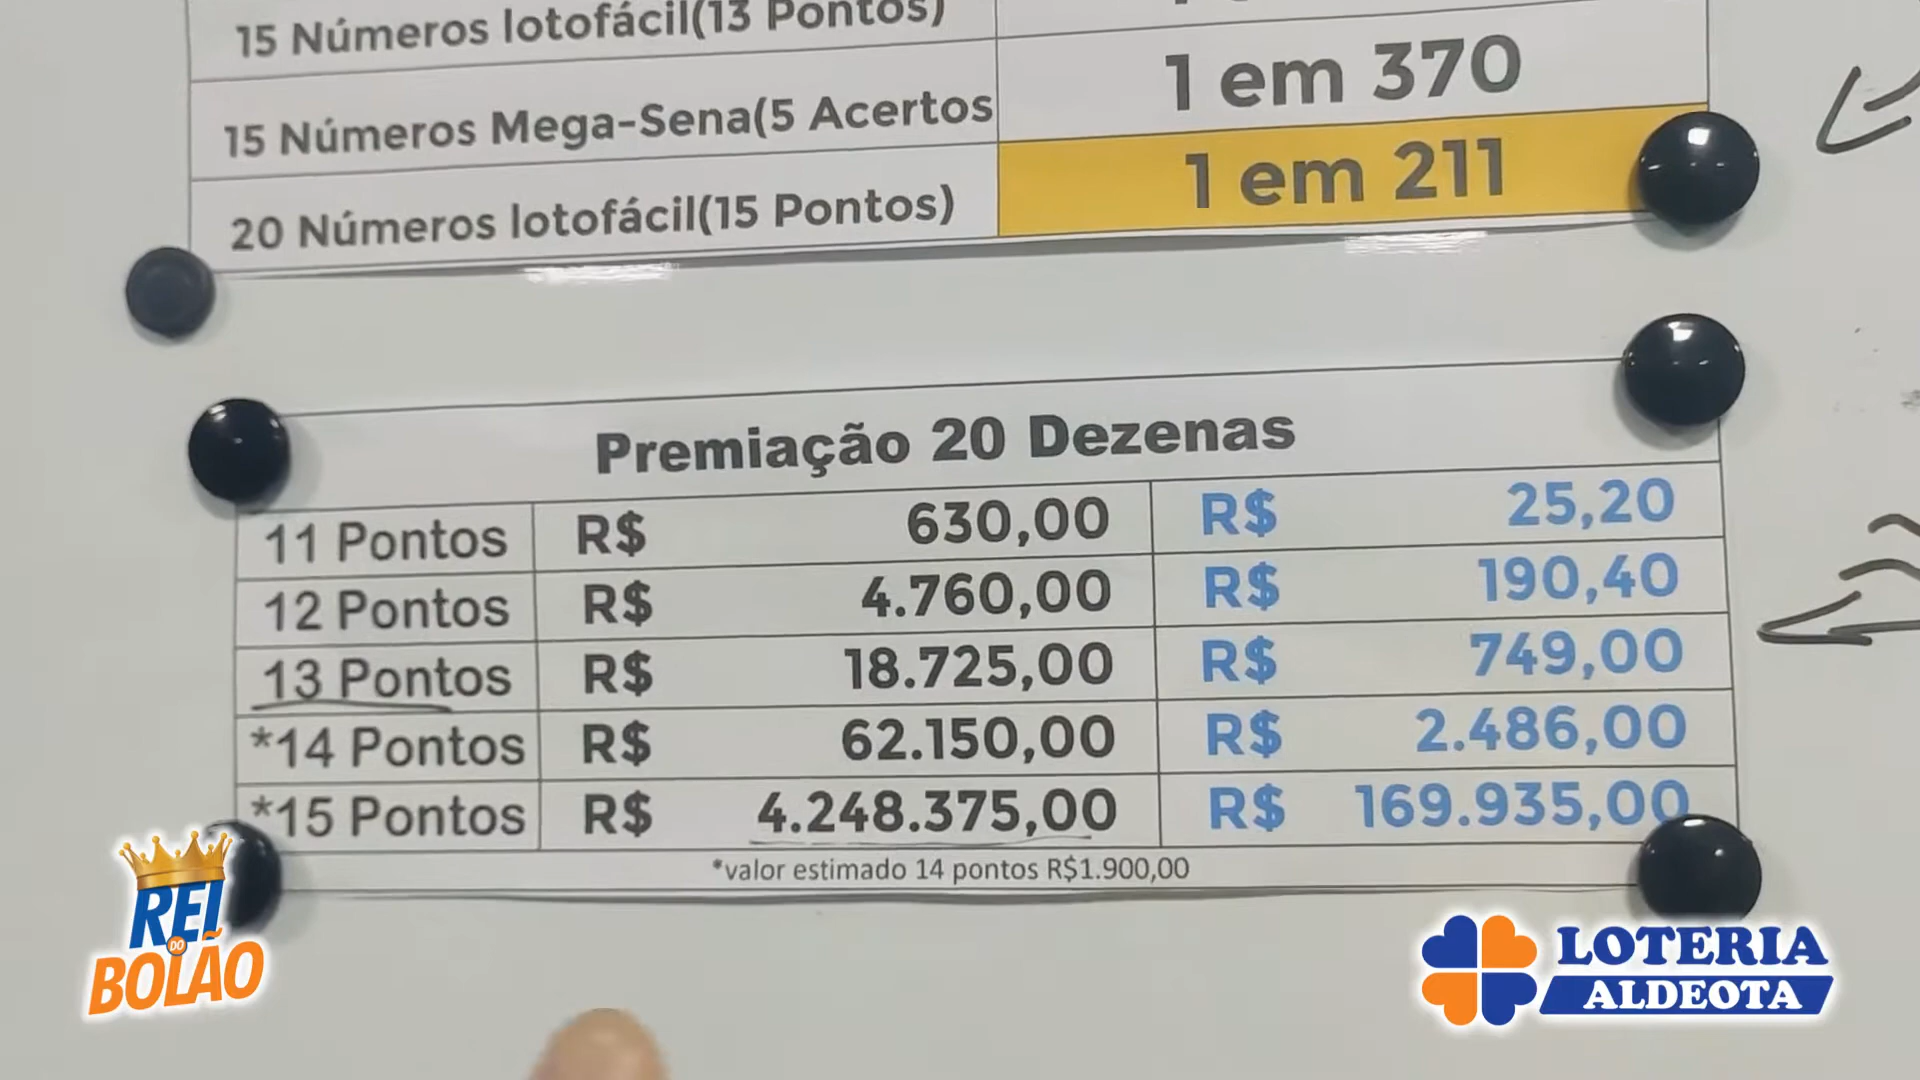 15 Números lotofácil(13 Pontos)
15 Números Mega-Sena(5 Acertos
1 em 370
20 Números lotofácil(15 Pontos)
1 em 211
Premiação 20 Dezenas
11 Pontos R$ 630,00 R$ 25,20
12 Pontos R$ 4.760,00 R$ 190,40
13 Pontos R$ 18.725,00 R$ 749,00
*14 Pontos R$ 62.150,00 R$ 2.486,00
*15 Pontos R$ 4.248.375,00 R$ 169.935,00
*valor estimado 14 pontos R$1.900,00
REI
DO
BOLÃO
LOTERIA
ALDEOTA